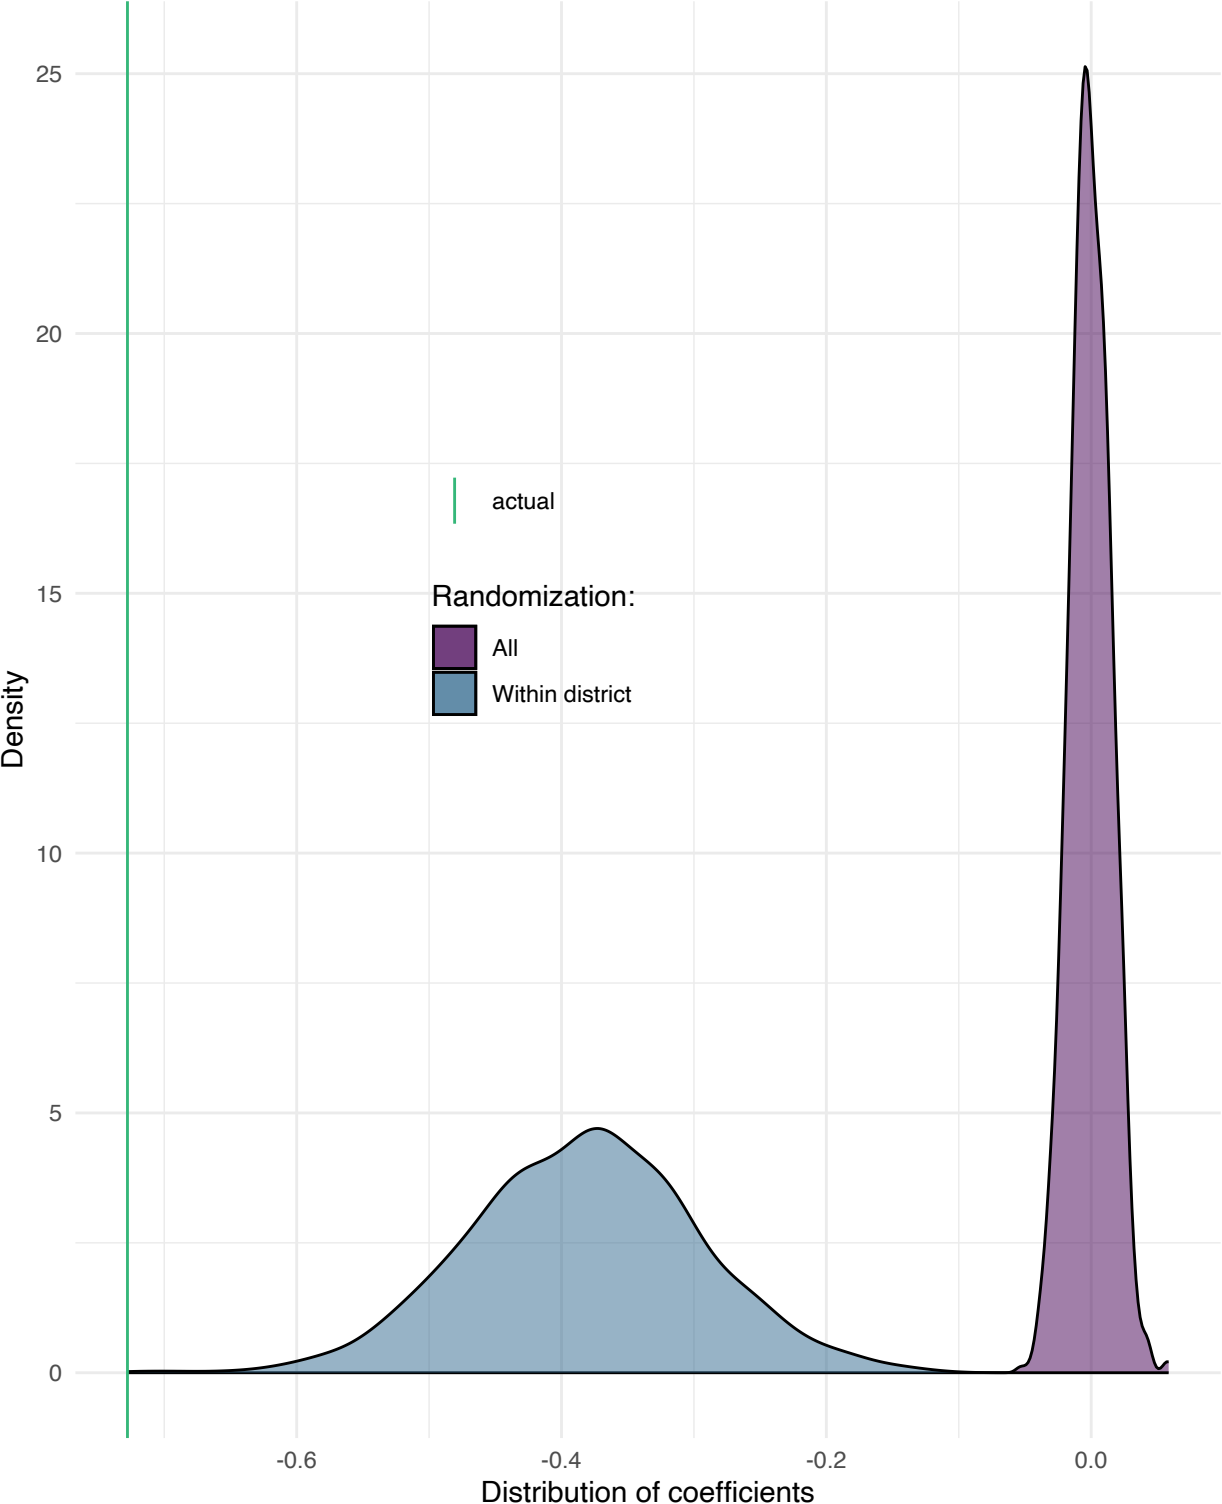 25
20
15
10
5
0
Density
actual
Randomization:
All
Within district
-0.6
-0.4
-0.2
0.0
Distribution of coefficients